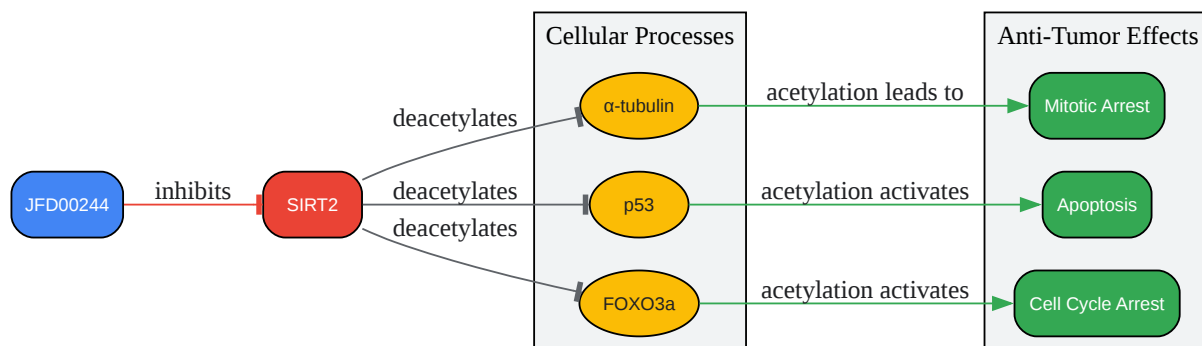 Cellular Processes
Anti-Tumor Effects
JFD00244
inhibits
SIRT2
deacetylates
α-tubulin
acetylation leads to
Mitotic Arrest
deacetylates
p53
acetylation activates
Apoptosis
deacetylates
FOXO3a
acetylation activates
Cell Cycle Arrest